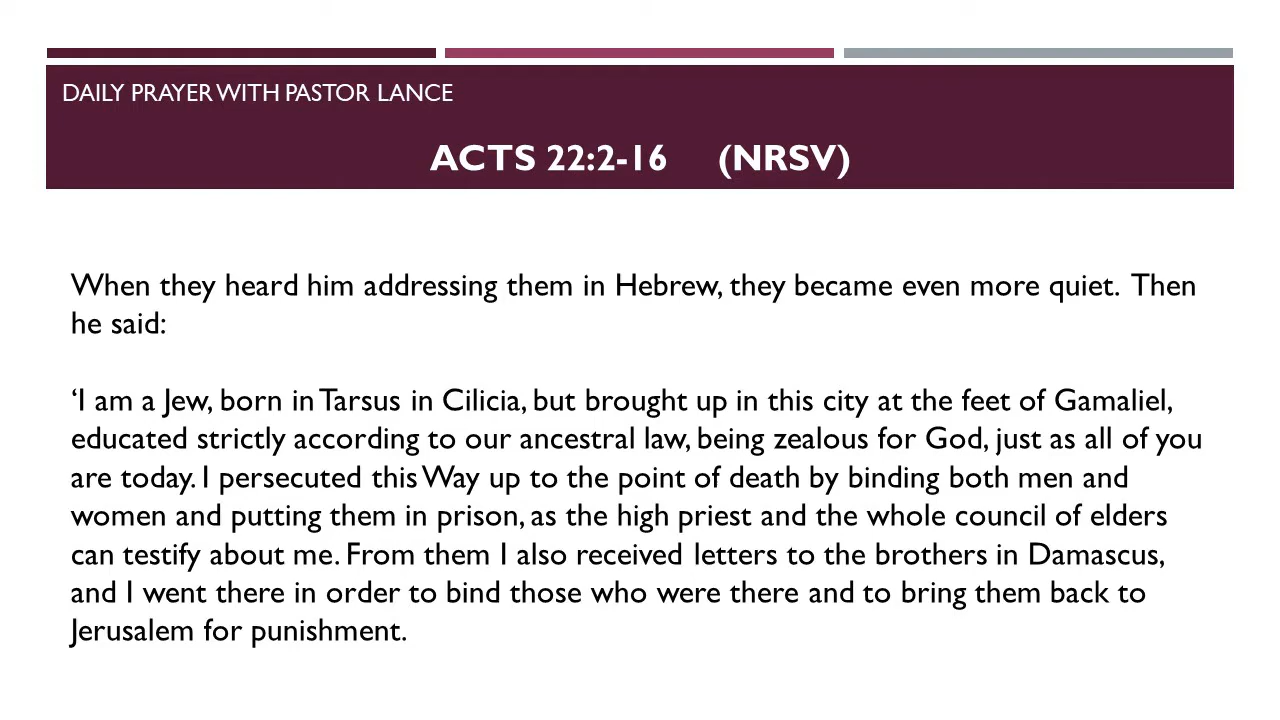 DAILY PRAYER WITH PASTOR LANCE
ACTS 22:2-16 (NRSV)
When they heard him addressing them in Hebrew, they became even more quiet. Then
he said:
‘I am a Jew, born in Tarsus in Cilicia, but brought up in this city at the feet of Gamaliel,
educated strictly according to our ancestral law, being zealous for God, just as all of you
are today. I persecuted this Way up to the point of death by binding both men and
women and putting them in prison, as the high priest and the whole council of elders
can testify about me. From them I also received letters to the brothers in Damascus,
and I went there in order to bind those who were there and to bring them back to
Jerusalem for punishment.